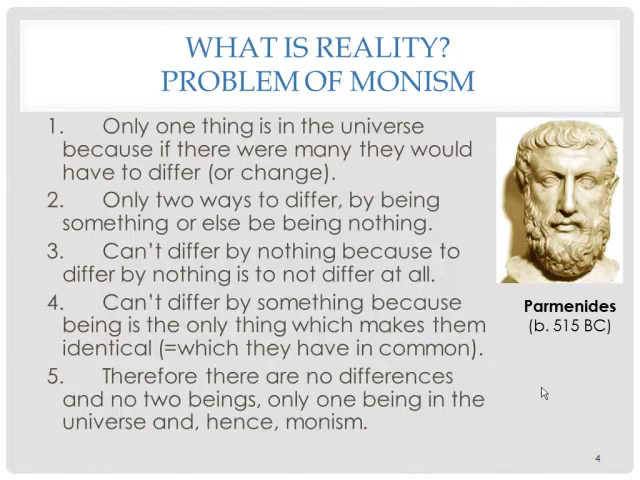 WHAT IS REALITY?
PROBLEM OF MONISM
1. Only one thing is in the universe
because if there were many they would
have to differ (or change).
2. Only two ways to differ, by being
something or else be being nothing.
3. Can't differ by nothing because to
differ by nothing is to not differ at all.
4. Can't differ by something because
being is the only thing which makes them
identical (=which they have in common).
5. Therefore there are no differences
and no two beings, only one being in the
universe and, hence, monism.
Parmenides
(b. 515 BC)
4